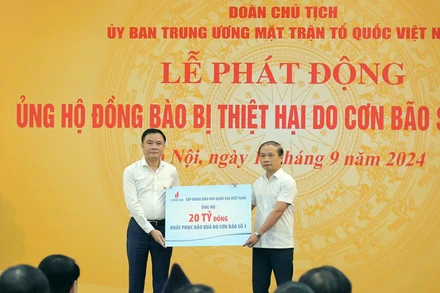 ĐOÀN CHỦ TỊCH
ỦY BAN TRUNG ƯƠNG MẶT TRẬN TỔ QUỐC VIỆT N
LỄ PHÁT ĐỘNG
ỦNG HỘ ĐỒNG BÀO BỊ THIỆT HẠI DO CƠN BÃO S
Nội, ngày 1 9 năm 2024
TẬP ĐOÀN DẦU KHÍ QUỐC GIA VIỆT NAM
ỦNG HỘ
20 TỶ ĐỒNG
KHẮC PHỤC HẬU QUẢ DO CƠN BÃO SỐ 3